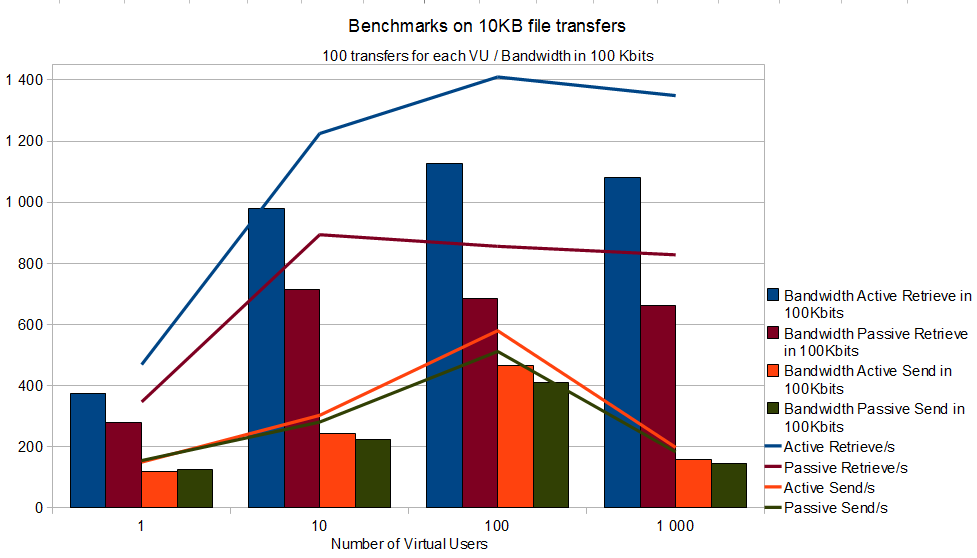 Benchmarks on 10KB file transfers
100 transfers for each VU / Bandwidth in 100 Kbits
1 400
1 200
1 000
800
600
400
200
0
1
10
100
1 000
Number of Virtual Users
Bandwidth Active Retrieve in
100Kbits
Bandwidth Passive Retrieve
in 100Kbits
Bandwidth Active Send in
100Kbits
Bandwidth Passive Send in
100Kbits
Active Retrieve/s
Passive Retrieve/s
Active Send/s
Passive Send/s